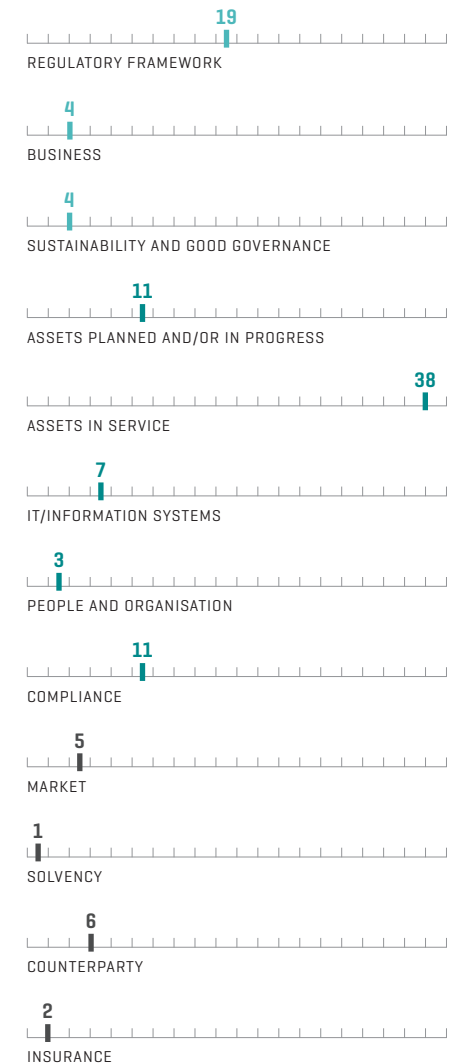 19
REGULATORY FRAMEWORK
4
BUSINESS
4
SUSTAINABILITY AND GOOD GOVERNANCE
11
ASSETS PLANNED AND/OR IN PROGRESS
38
ASSETS IN SERVICE
7
IT/INFORMATION SYSTEMS
3
PEOPLE AND ORGANISATION
11
COMPLIANCE
5
MARKET
1
SOLVENCY
6
COUNTERPARTY
2
INSURANCE